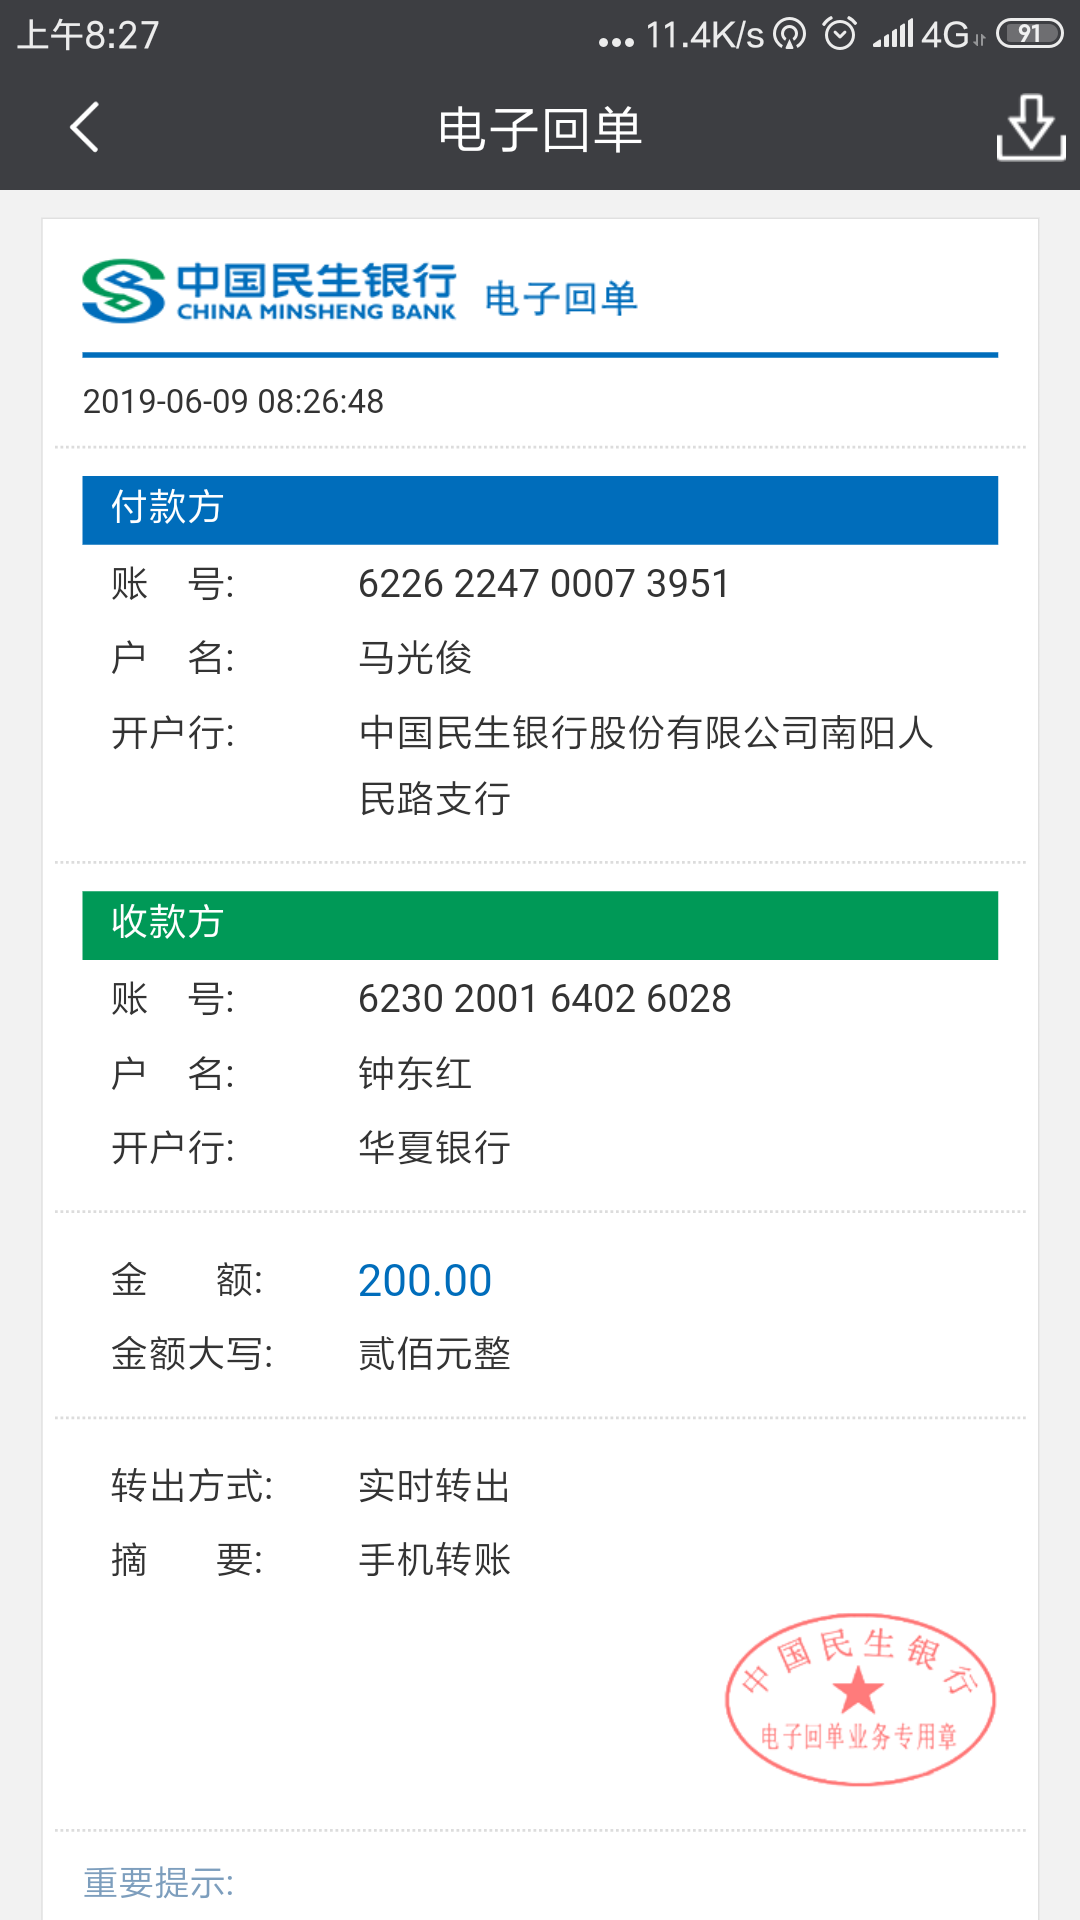 上午8:27
... 11.4K/s 4G 91
电子回单
中国民生银行 电子回单
CHINA MINSHENG BANK
2019-06-09 08:26:48
付款方
账 号: 6226 2247 0007 3951
户 名: 马光俊
开户行: 中国民生银行股份有限公司南阳人
民路支行
收款方
账 号: 6230 2001 6402 6028
户 名: 钟东红
开户行: 华夏银行
金 额: 200.00
金额大写: 贰佰元整
转出方式: 实时转出
摘 要: 手机转账
中国民生银行
电子回单业务专用章
重要提示: